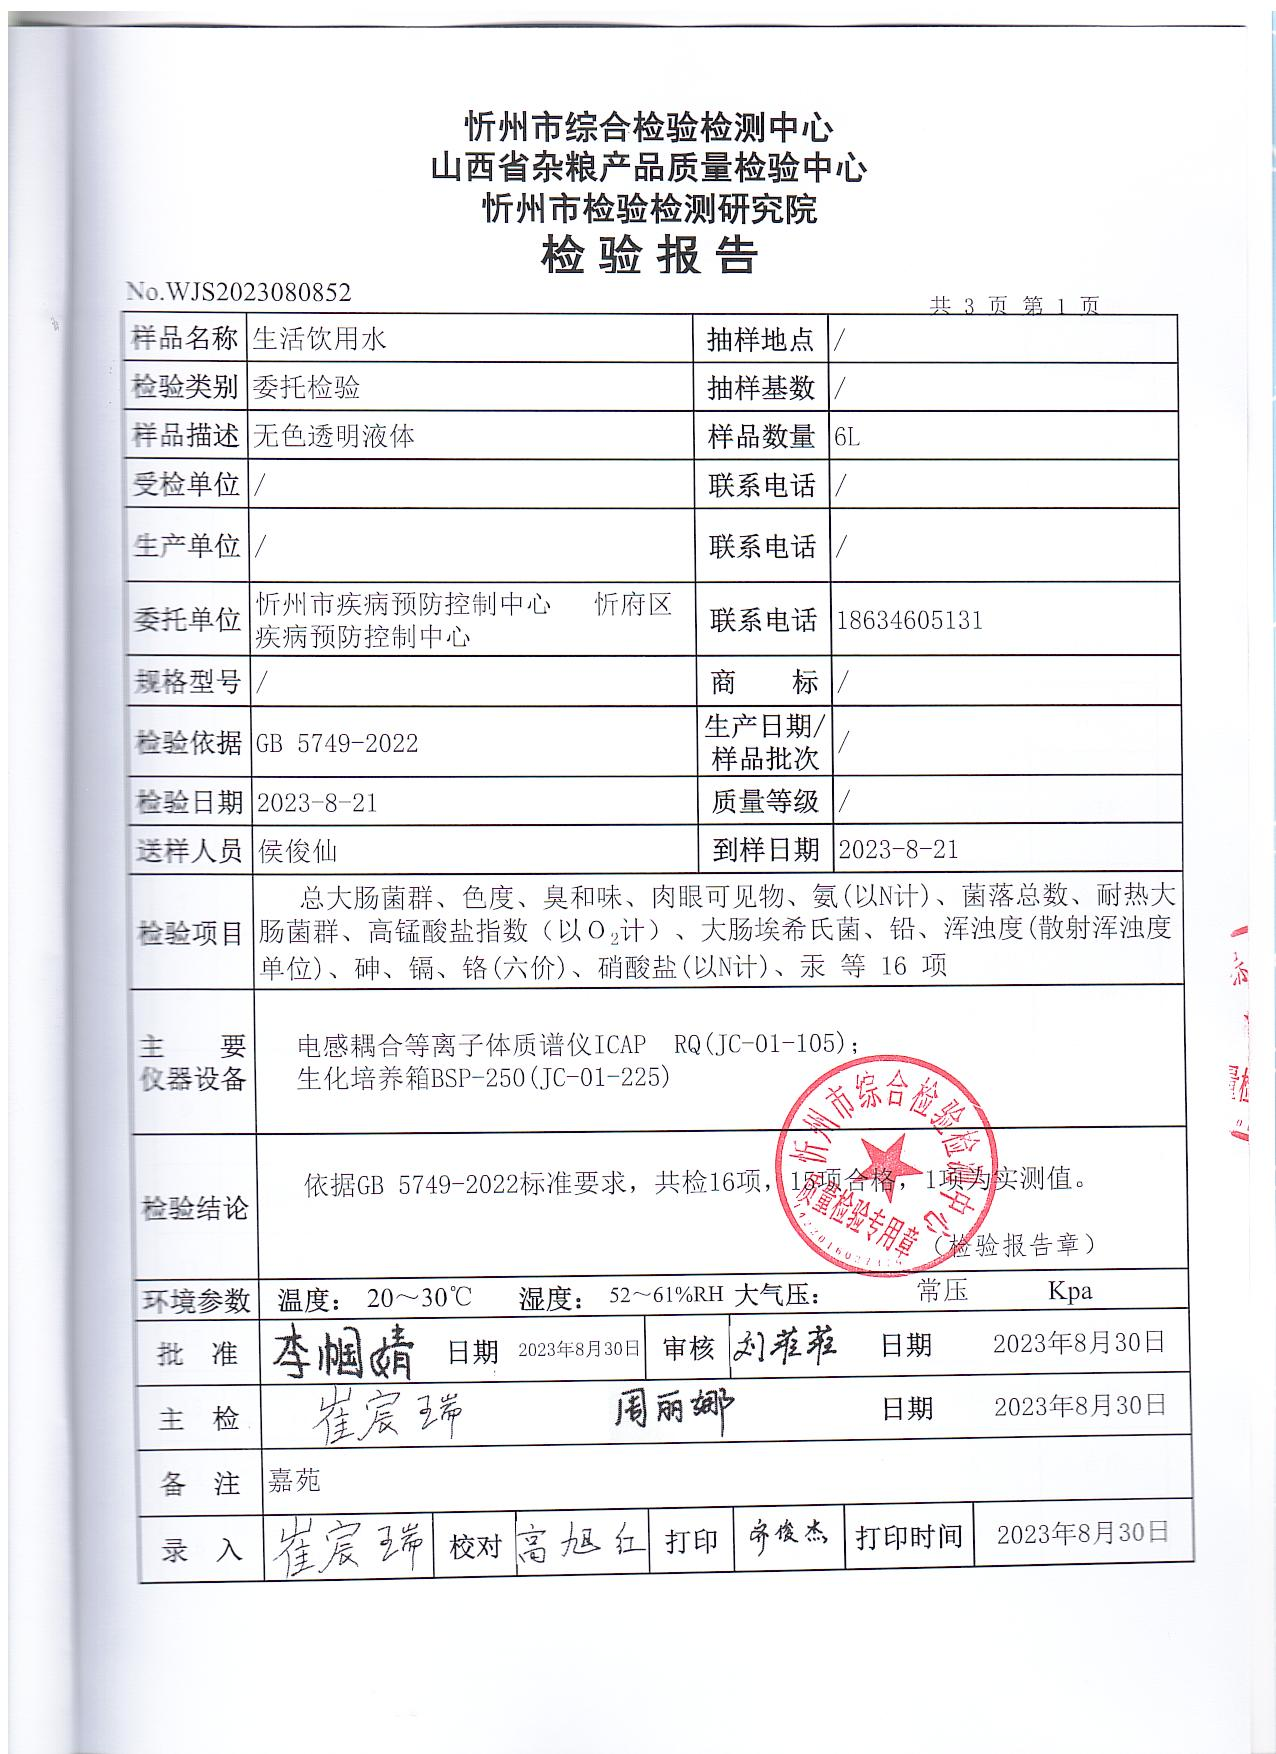 忻州市综合检验检测中心
山西省杂粮产品质量检验中心
忻州市检验检测研究院
检验报告
No.WJS2023080852
共 3 页 第 1 页
样品名称 生活饮用水 抽样地点 /
检验类别 委托检验 抽样基数 /
样品描述 无色透明液体 样品数量 6L
受检单位 / 联系电话 /
生产单位 / 联系电话 /
委托单位 忻州市疾病预防控制中心 忻府区
疾病预防控制中心 联系电话 18634605131
规格型号 / 商 标 /
检验依据 GB 5749-2022 生产日期/
样品批次 /
检验日期 2023-8-21 质量等级 /
送样人员 侯俊仙 到样日期 2023-8-21
检验项目 总大肠菌群、色度、臭和味、肉眼可见物、氨(以N计)、菌落总数、耐热大
肠菌群、高锰酸盐指数（以O₂计）、大肠埃希氏菌、铅、浑浊度(散射浑浊度
单位)、砷、镉、铬(六价)、硝酸盐(以N计)、汞 等 16 项
主 要
仪器设备
电感耦合等离子体质谱仪ICAP RQ(JC-01-105);
生化培养箱BSP-250(JC-01-225)
检验结论 依据GB 5749-2022标准要求，共检16项，15项合格，1项为实测值。
（检验报告章）
忻州市综合检验检测中心
质量检验专用章
环境参数 温度： 20～30℃ 湿度： 52～61%RH 大气压： 常压 Kpa
批 准 李帼婧 日期 2023年8月30日 审核 刘菲菲 日期 2023年8月30日
主 检 崔宸瑞 周丽娜 日期 2023年8月30日
备 注 嘉苑
录 入 崔宸瑞 校对 高旭红 打印 齐俊杰 打印时间 2023年8月30日